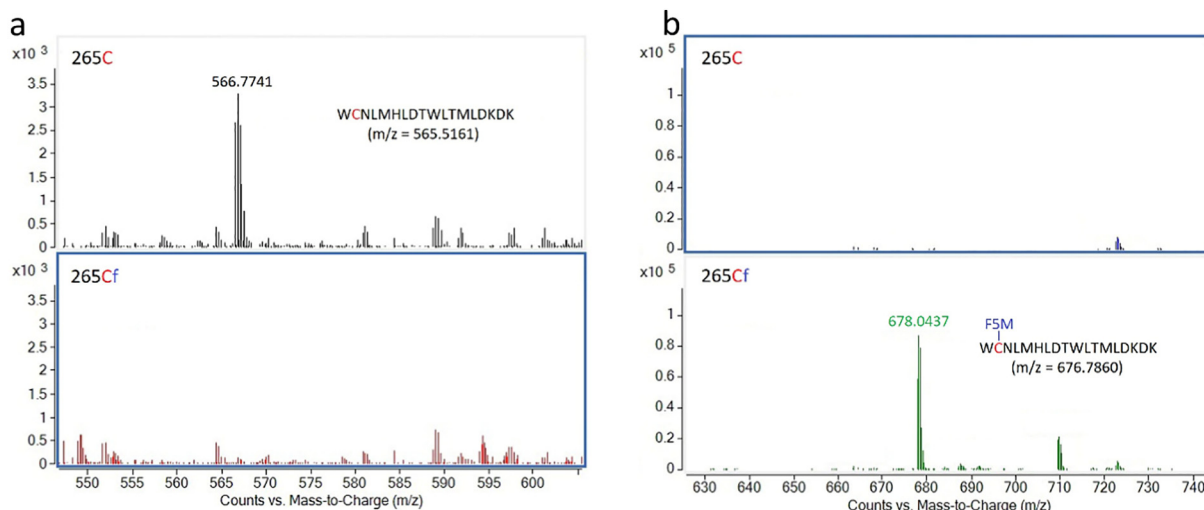 a
x10 3
265C
566.7741
WCNLMHLDTWLTMLDKDK
(m/z = 565.5161)
3.5
3
2.5
2
1.5
1
0.5
0
x10 3
265Cf
3.5
3
2.5
2
1.5
1
0.5
0
550 555 560 565 570 575 580 585 590 595 600
Counts vs. Mass-to-Charge (m/z)
b
x10 5
265C
1
0.8
0.6
0.4
0.2
0
x10 5
265Cf
678.0437
F5M
WCNLMHLDTWLTMLDKDK
(m/z = 676.7860)
1
0.8
0.6
0.4
0.2
0
630 640 650 660 670 680 690 700 710 720 730 740
Counts vs. Mass-to-Charge (m/z)